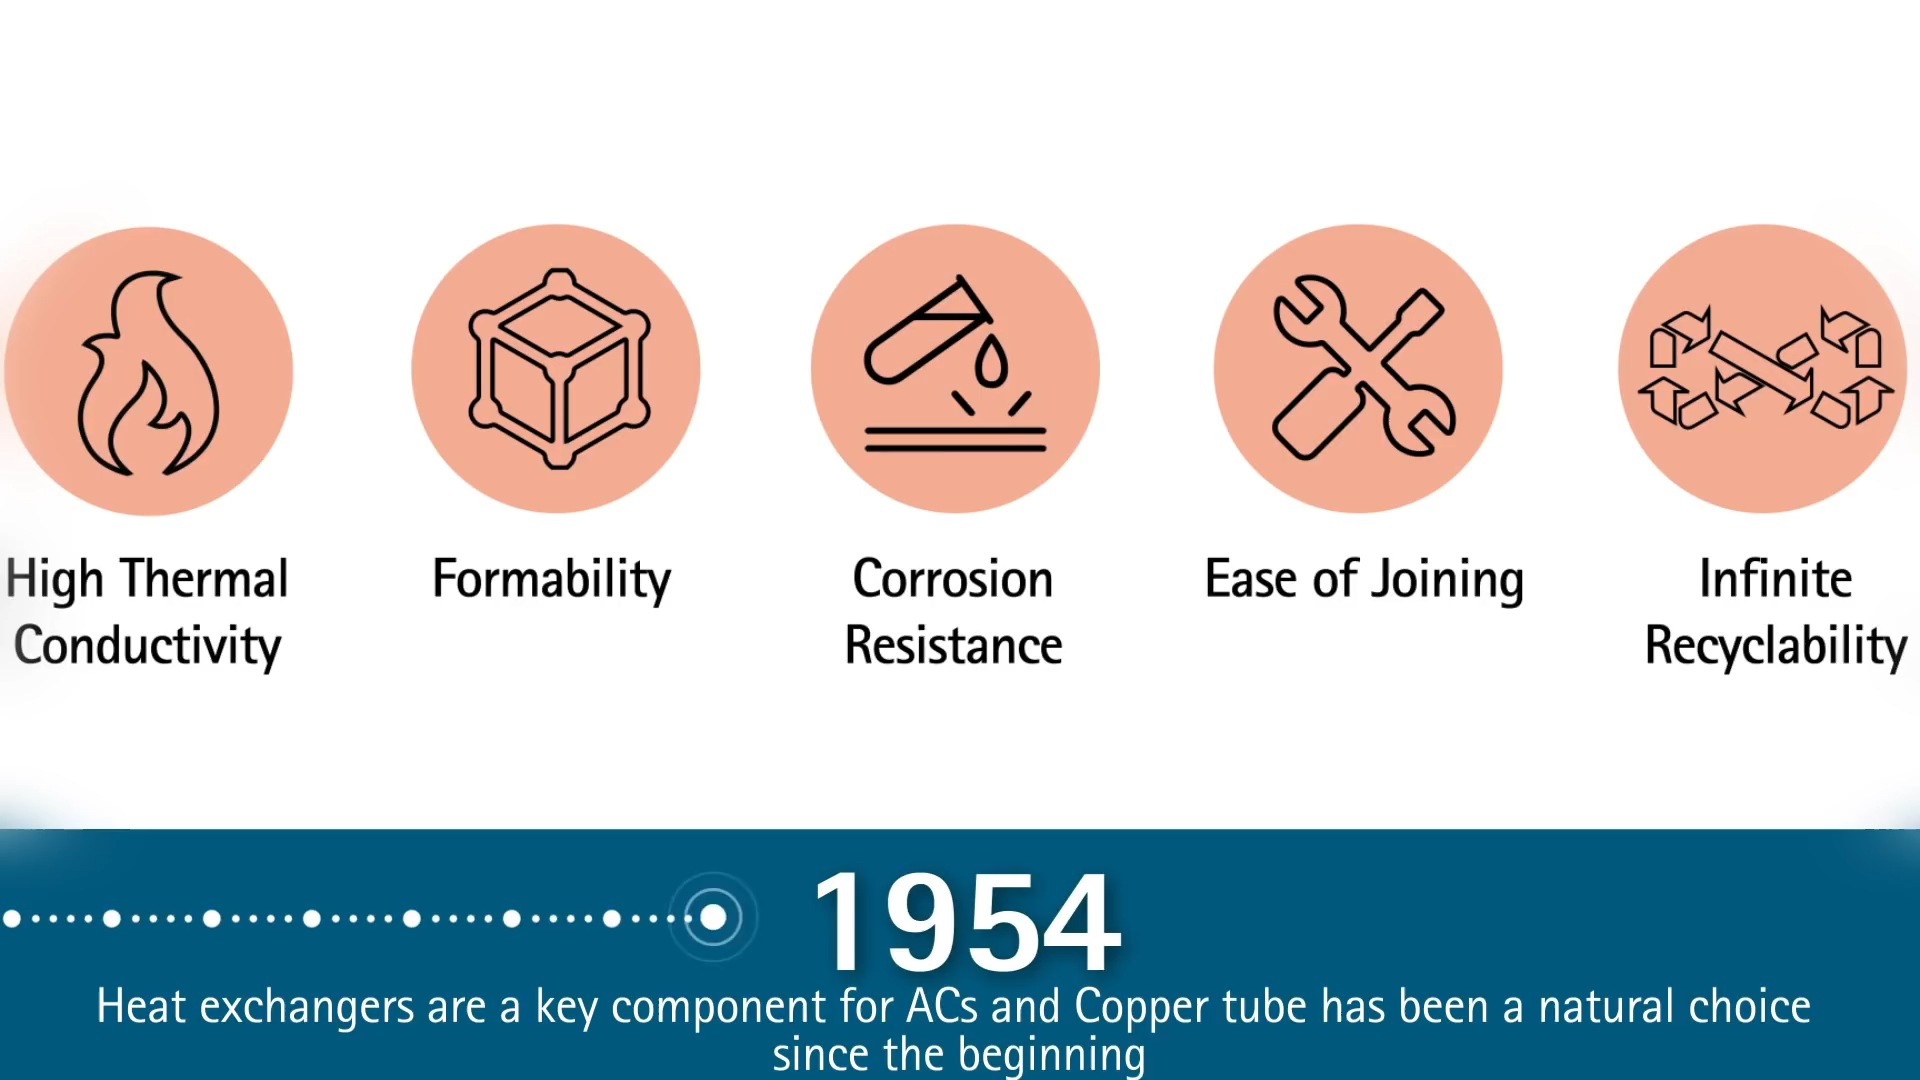 High Thermal
Conductivity
Formability
Corrosion
Resistance
Ease of Joining
Infinite
Recyclability
1954
Heat exchangers are a key component for ACs and Copper tube has been a natural choice
since the beginning